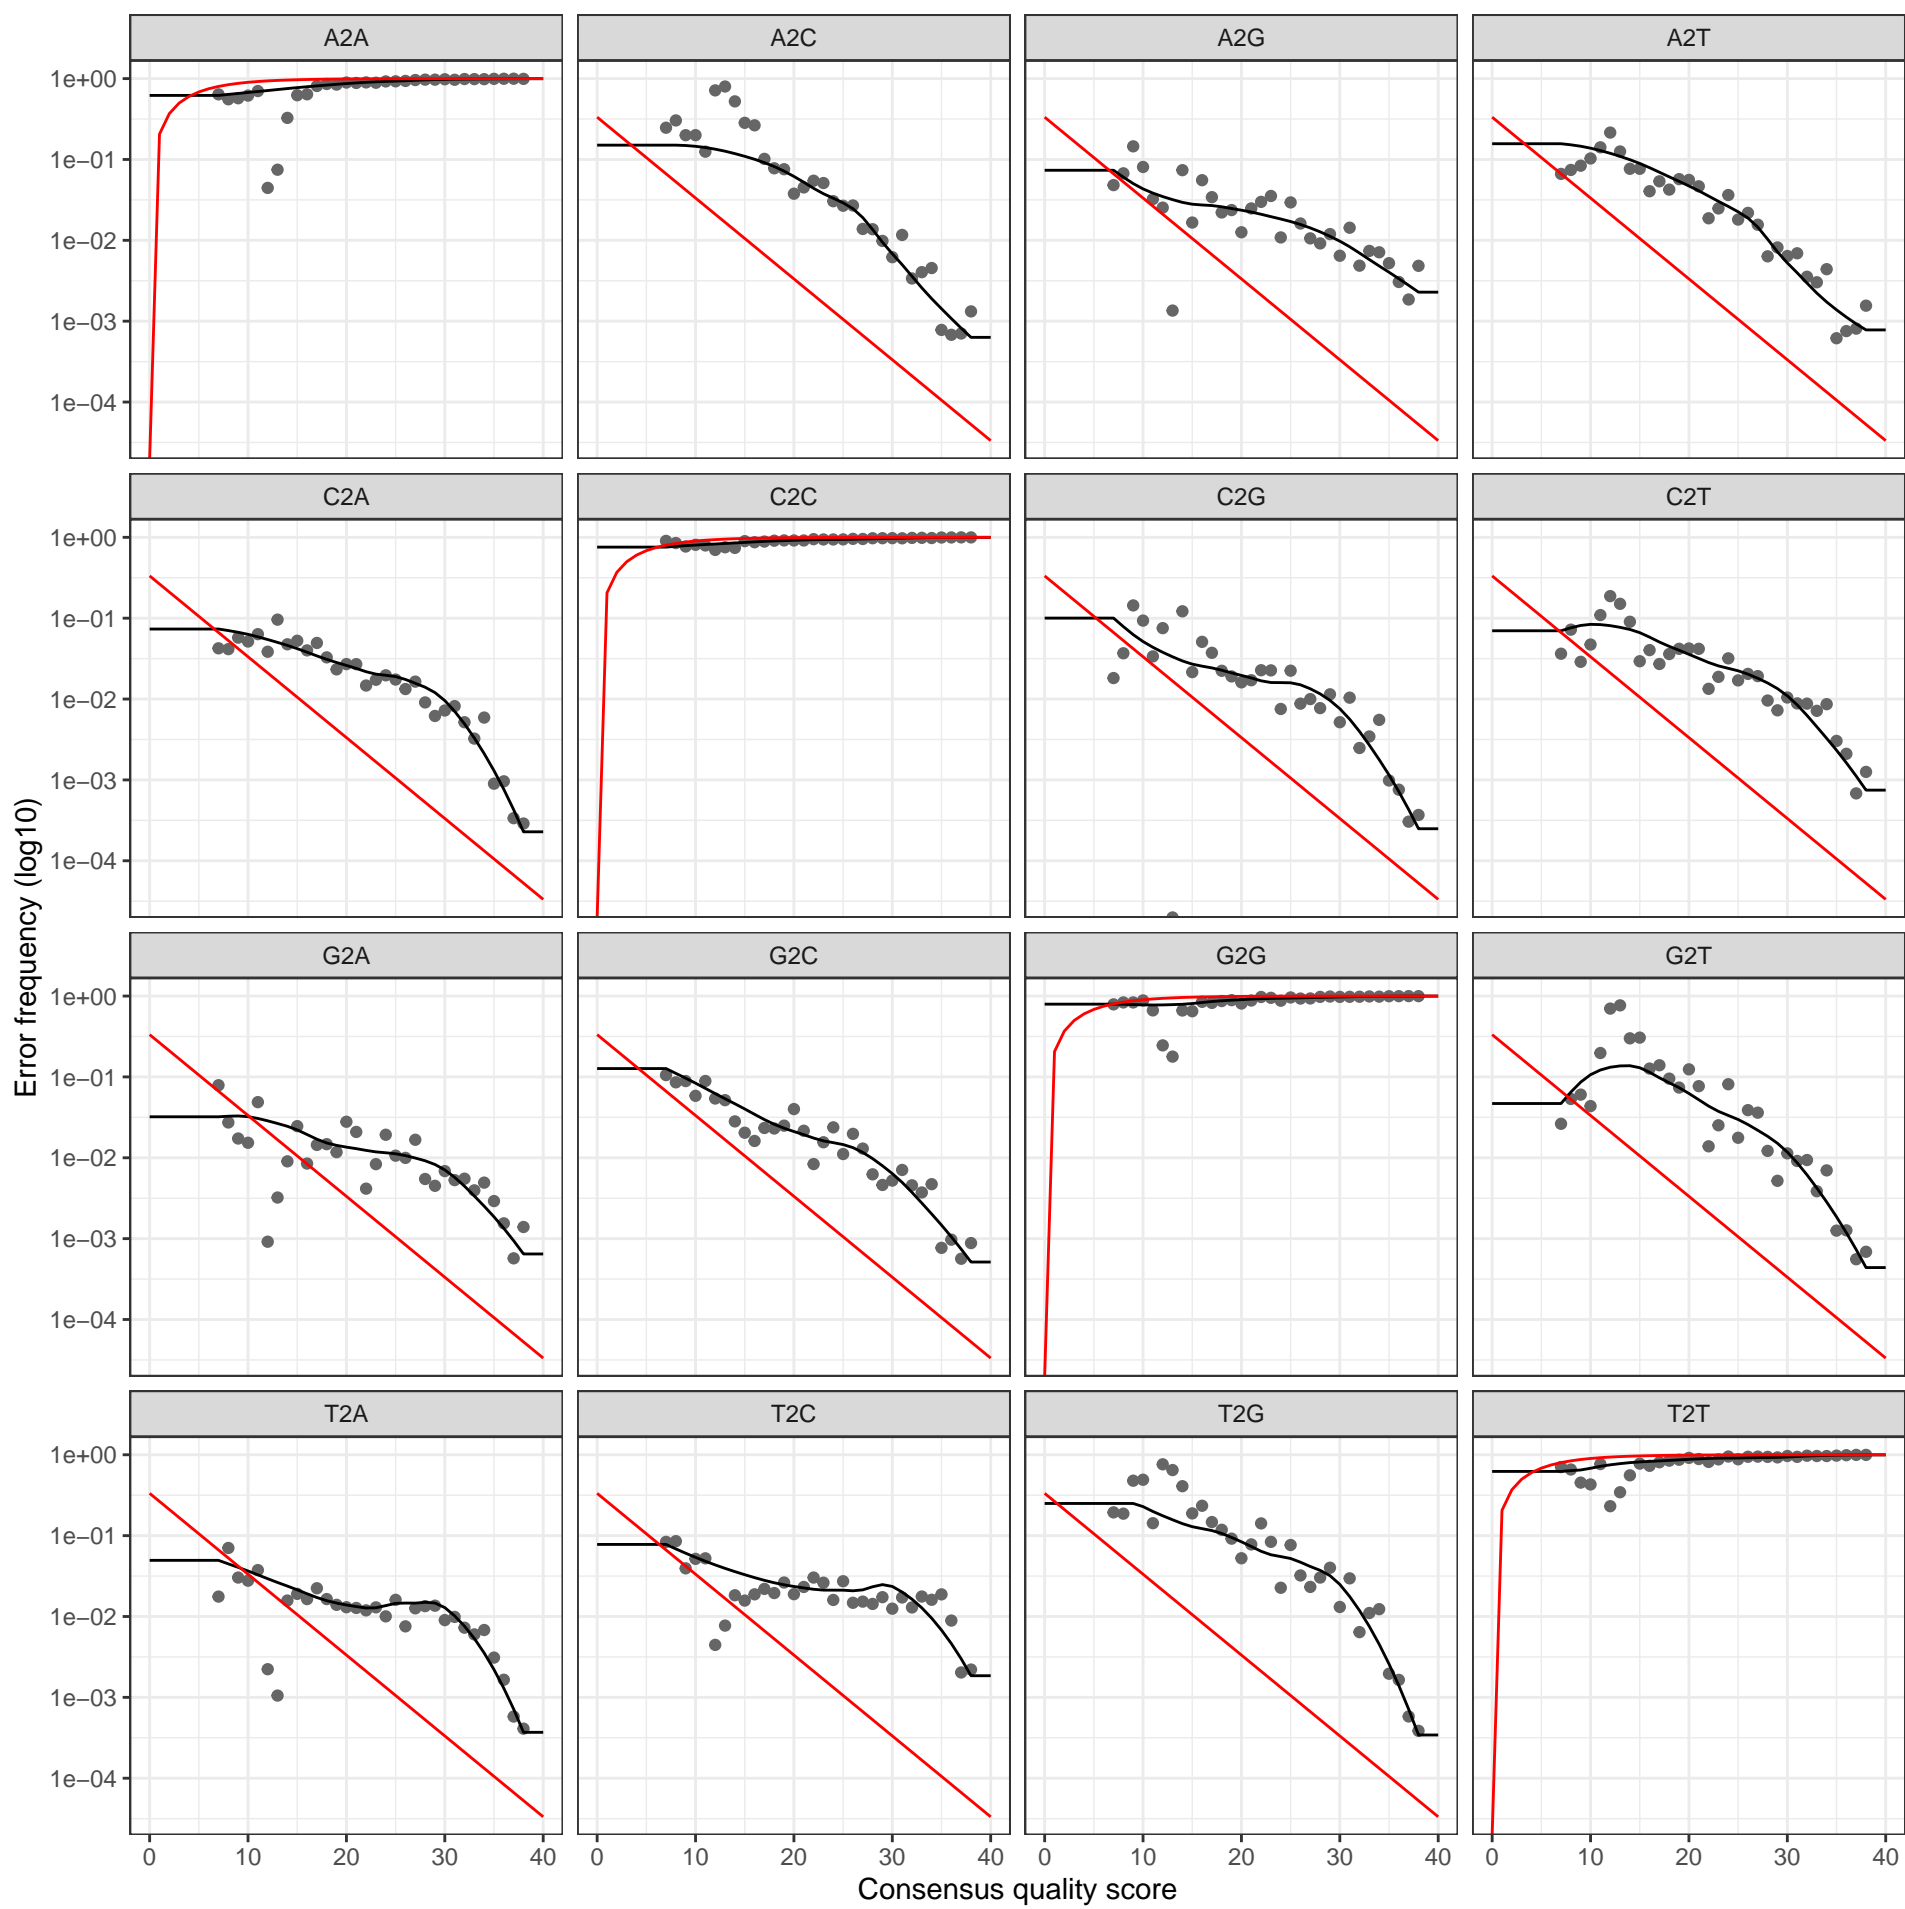 A2A A2C A2G A2T
1e+00
1e−01
1e−02
1e−03
1e−04
C2A C2C C2G C2T
1e+00
1e−01
1e−02
1e−03
1e−04
Error frequency (log10)
G2A G2C G2G G2T
1e+00
1e−01
1e−02
1e−03
1e−04
T2A T2C T2G T2T
1e+00
1e−01
1e−02
1e−03
1e−04
0 10 20 30 40 0 10 20 30 40 0 10 20 30 40 0 10 20 30 40
Consensus quality score